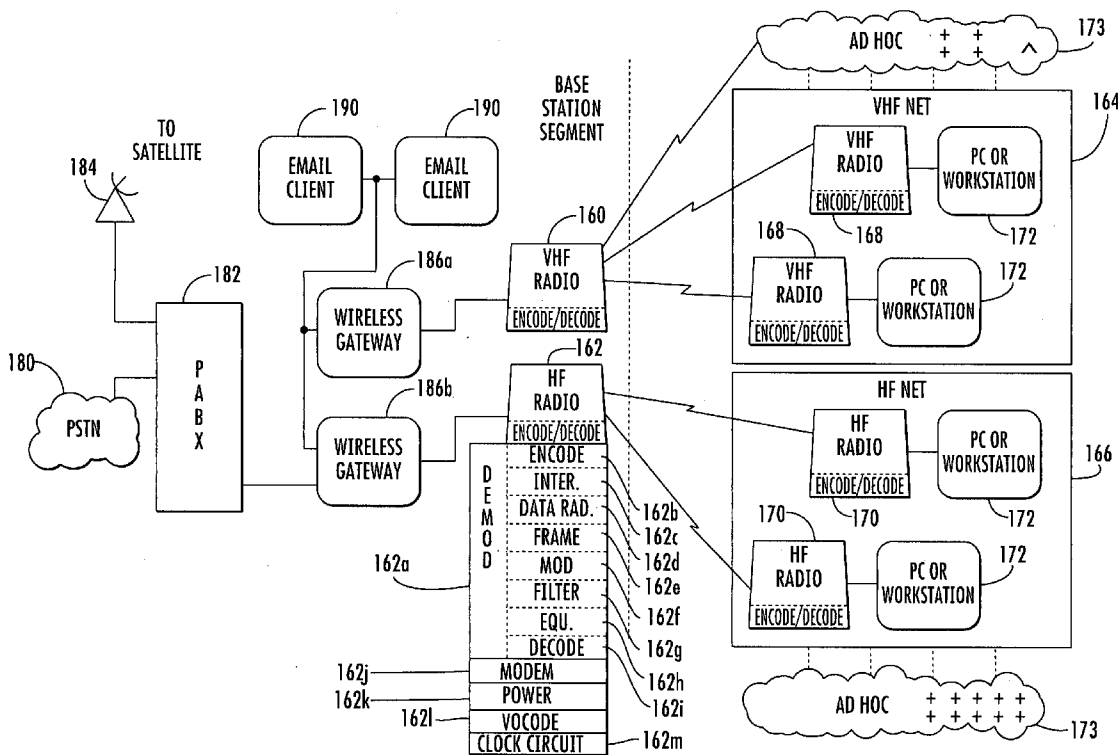 173
AD HOC
+ +
+ +
^
BASE
STATION
SEGMENT
VHF NET
164
190
190
TO
SATELLITE
184
EMAIL
CLIENT
EMAIL
CLIENT
VHF
RADIO
ENCODE/DECODE
168
PC OR
WORKSTATION
172
160
VHF
RADIO
ENCODE/DECODE
168
VHF
RADIO
ENCODE/DECODE
PC OR
WORKSTATION
172
182
186a
WIRELESS
GATEWAY
180
PSTN
PABX
186b
WIRELESS
GATEWAY
162
HF
RADIO
ENCODE/DECODE
HF NET
166
HF
RADIO
ENCODE/DECODE
170
PC OR
WORKSTATION
172
170
HF
RADIO
ENCODE/DECODE
PC OR
WORKSTATION
172
162a
DEMOD
ENCODE
INTER.
DATA RAD.
FRAME
MOD
FILTER
EQU.
DECODE
162b
162c
162d
162e
162f
162g
162h
162i
162j
MODEM
162k
POWER
162l
VOCODE
CLOCK CIRCUIT
162m
AD HOC
+ + + + +
+ + + + +
173